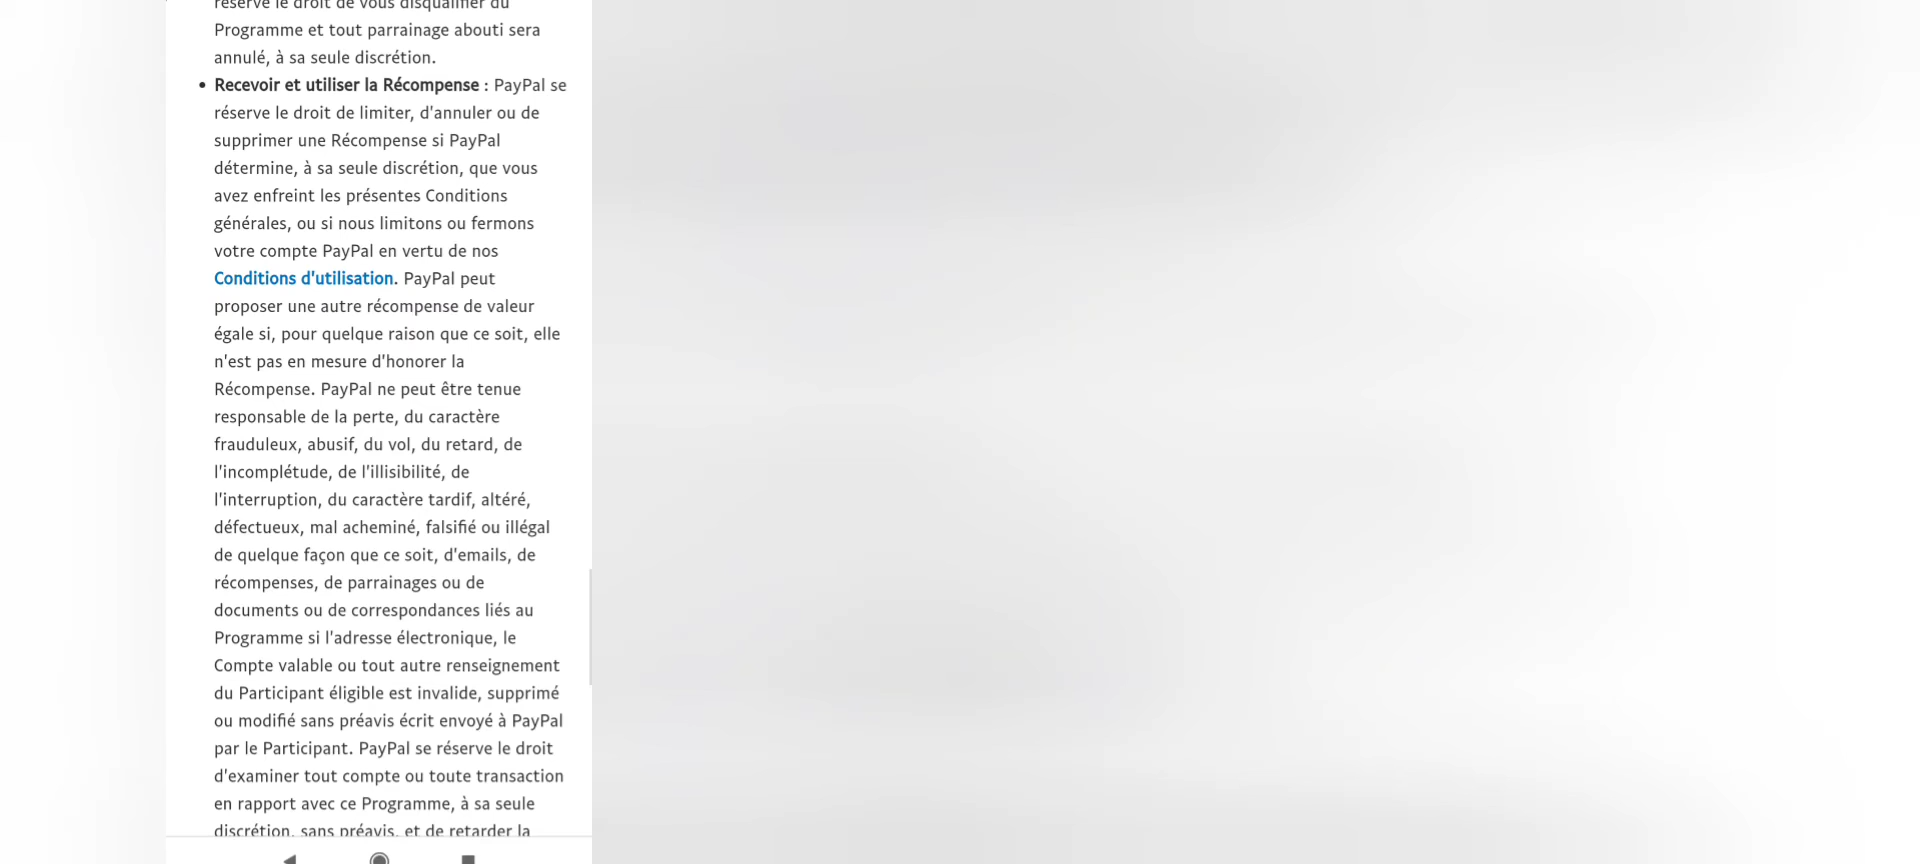 réserve le droit de vous disqualifier du
Programme et tout parrainage abouti sera
annulé, à sa seule discrétion.
• Recevoir et utiliser la Récompense : PayPal se
réserve le droit de limiter, d'annuler ou de
supprimer une Récompense si PayPal
détermine, à sa seule discrétion, que vous
avez enfreint les présentes Conditions
générales, ou si nous limitons ou fermons
votre compte PayPal en vertu de nos
Conditions d'utilisation. PayPal peut
proposer une autre récompense de valeur
égale si, pour quelque raison que ce soit, elle
n'est pas en mesure d'honorer la
Récompense. PayPal ne peut être tenue
responsable de la perte, du caractère
frauduleux, abusif, du vol, du retard, de
l'incomplétude, de l'illisibilité, de
l'interruption, du caractère tardif, altéré,
défectueux, mal acheminé, falsifié ou illégal
de quelque façon que ce soit, d'emails, de
récompenses, de parrainages ou de
documents ou de correspondances liés au
Programme si l'adresse électronique, le
Compte valable ou tout autre renseignement
du Participant éligible est invalide, supprimé
ou modifié sans préavis écrit envoyé à PayPal
par le Participant. PayPal se réserve le droit
d'examiner tout compte ou toute transaction
en rapport avec ce Programme, à sa seule
discrétion, sans préavis, et de retarder la